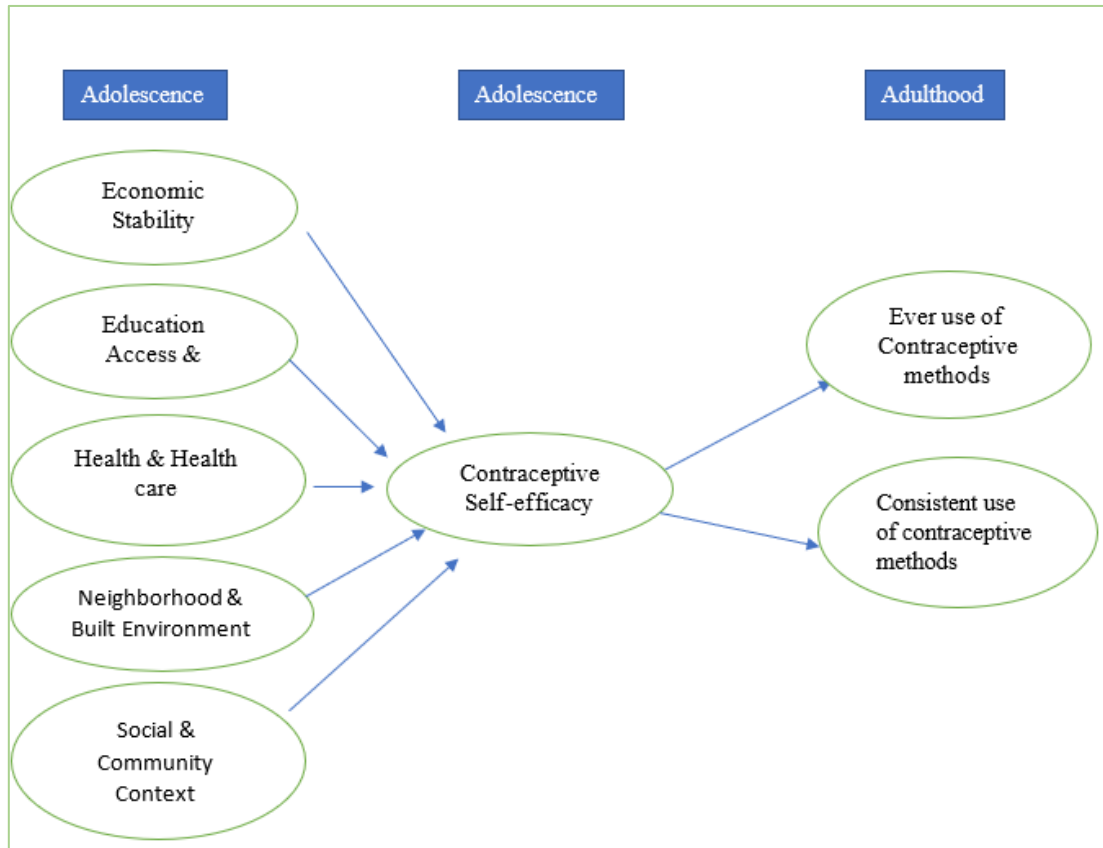 Adolescence
Adolescence
Adulthood
Economic
Stability
Education
Access &
Health & Health
care
Neighborhood &
Built Environment
Social &
Community
Context
Contraceptive
Self-efficacy
Ever use of
Contraceptive
methods
Consistent use
of contraceptive
methods